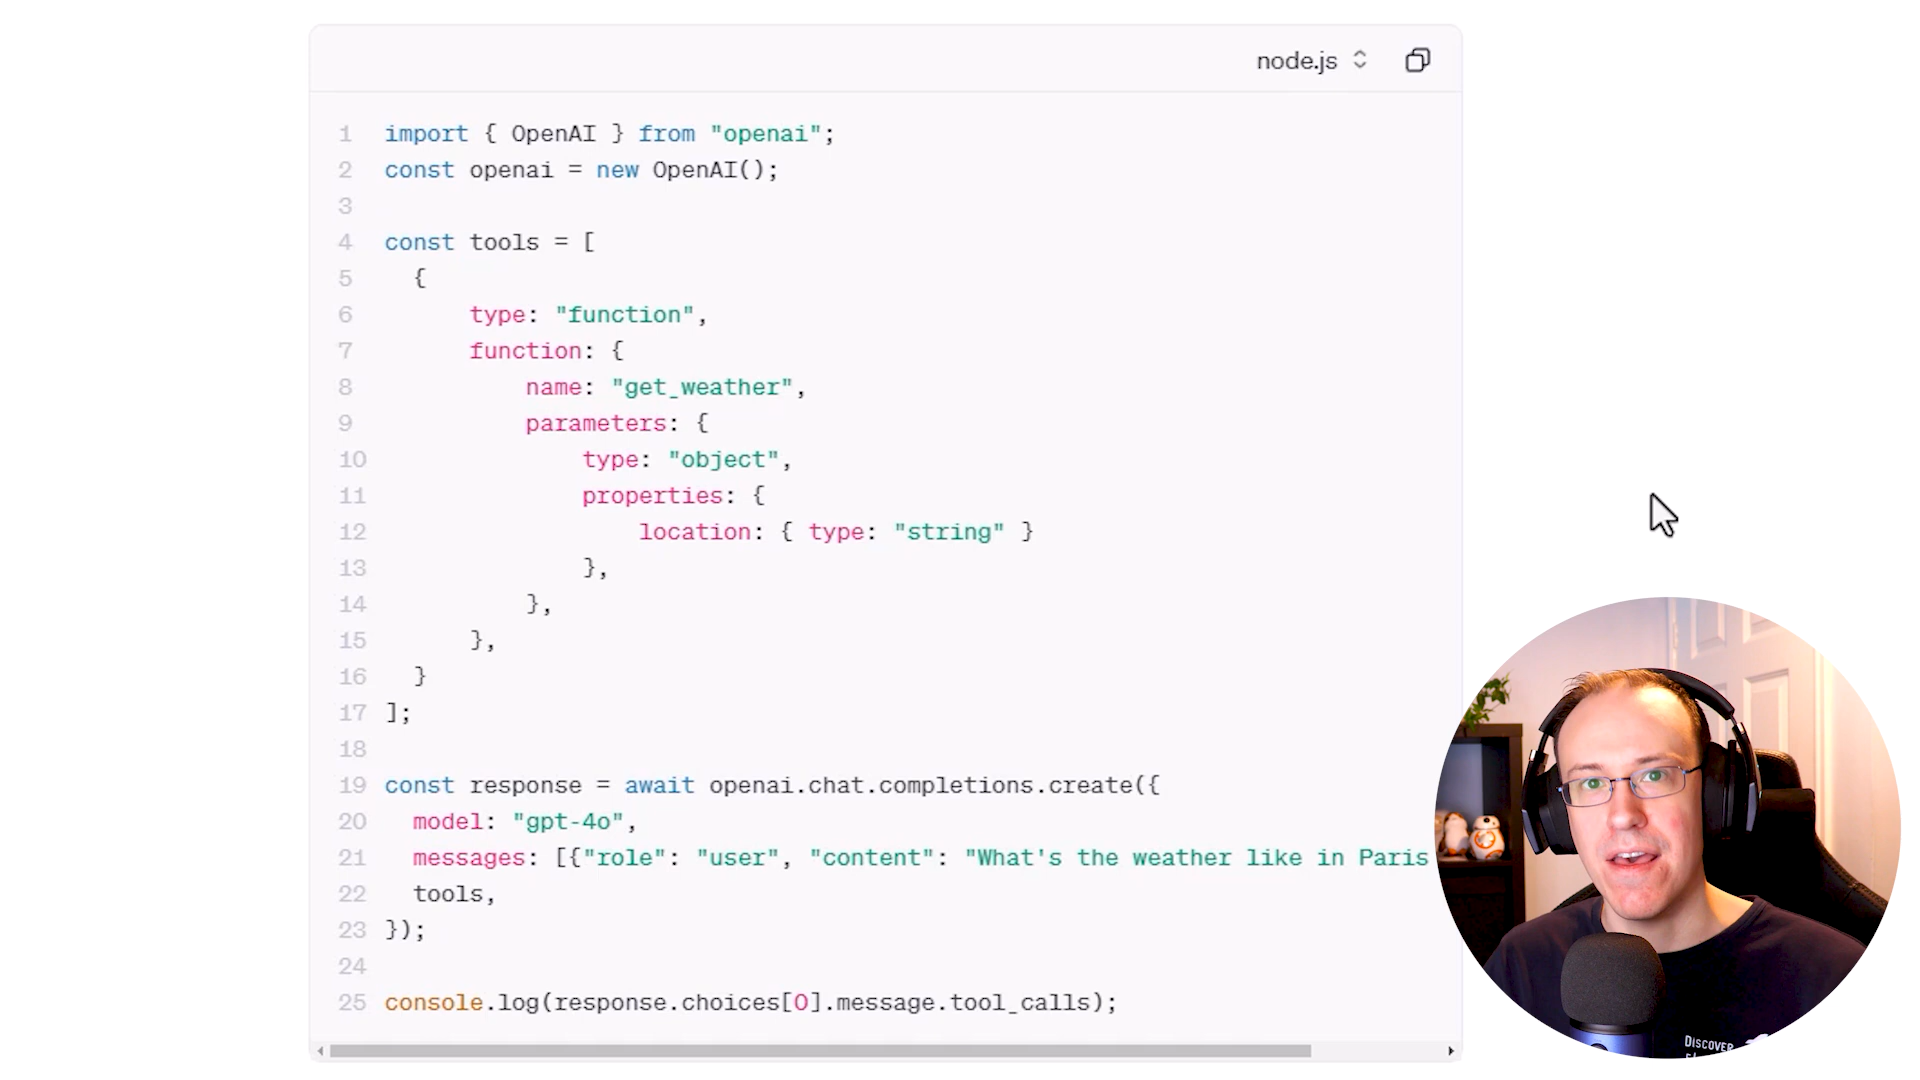 node.js
1 import { OpenAI } from "openai";
2 const openai = new OpenAI();
3
4 const tools = [
5   {
6       type: "function",
7       function: {
8           name: "get_weather",
9           parameters: {
10               type: "object",
11               properties: {
12                   location: { type: "string" }
13               },
14           },
15       },
16   }
17 ];
18
19 const response = await openai.chat.completions.create({
20   model: "gpt-4o",
21   messages: [{"role": "user", "content": "What's the weather like in Paris
22   tools,
23 });
24
25 console.log(response.choices[0].message.tool_calls);
DISCOVER